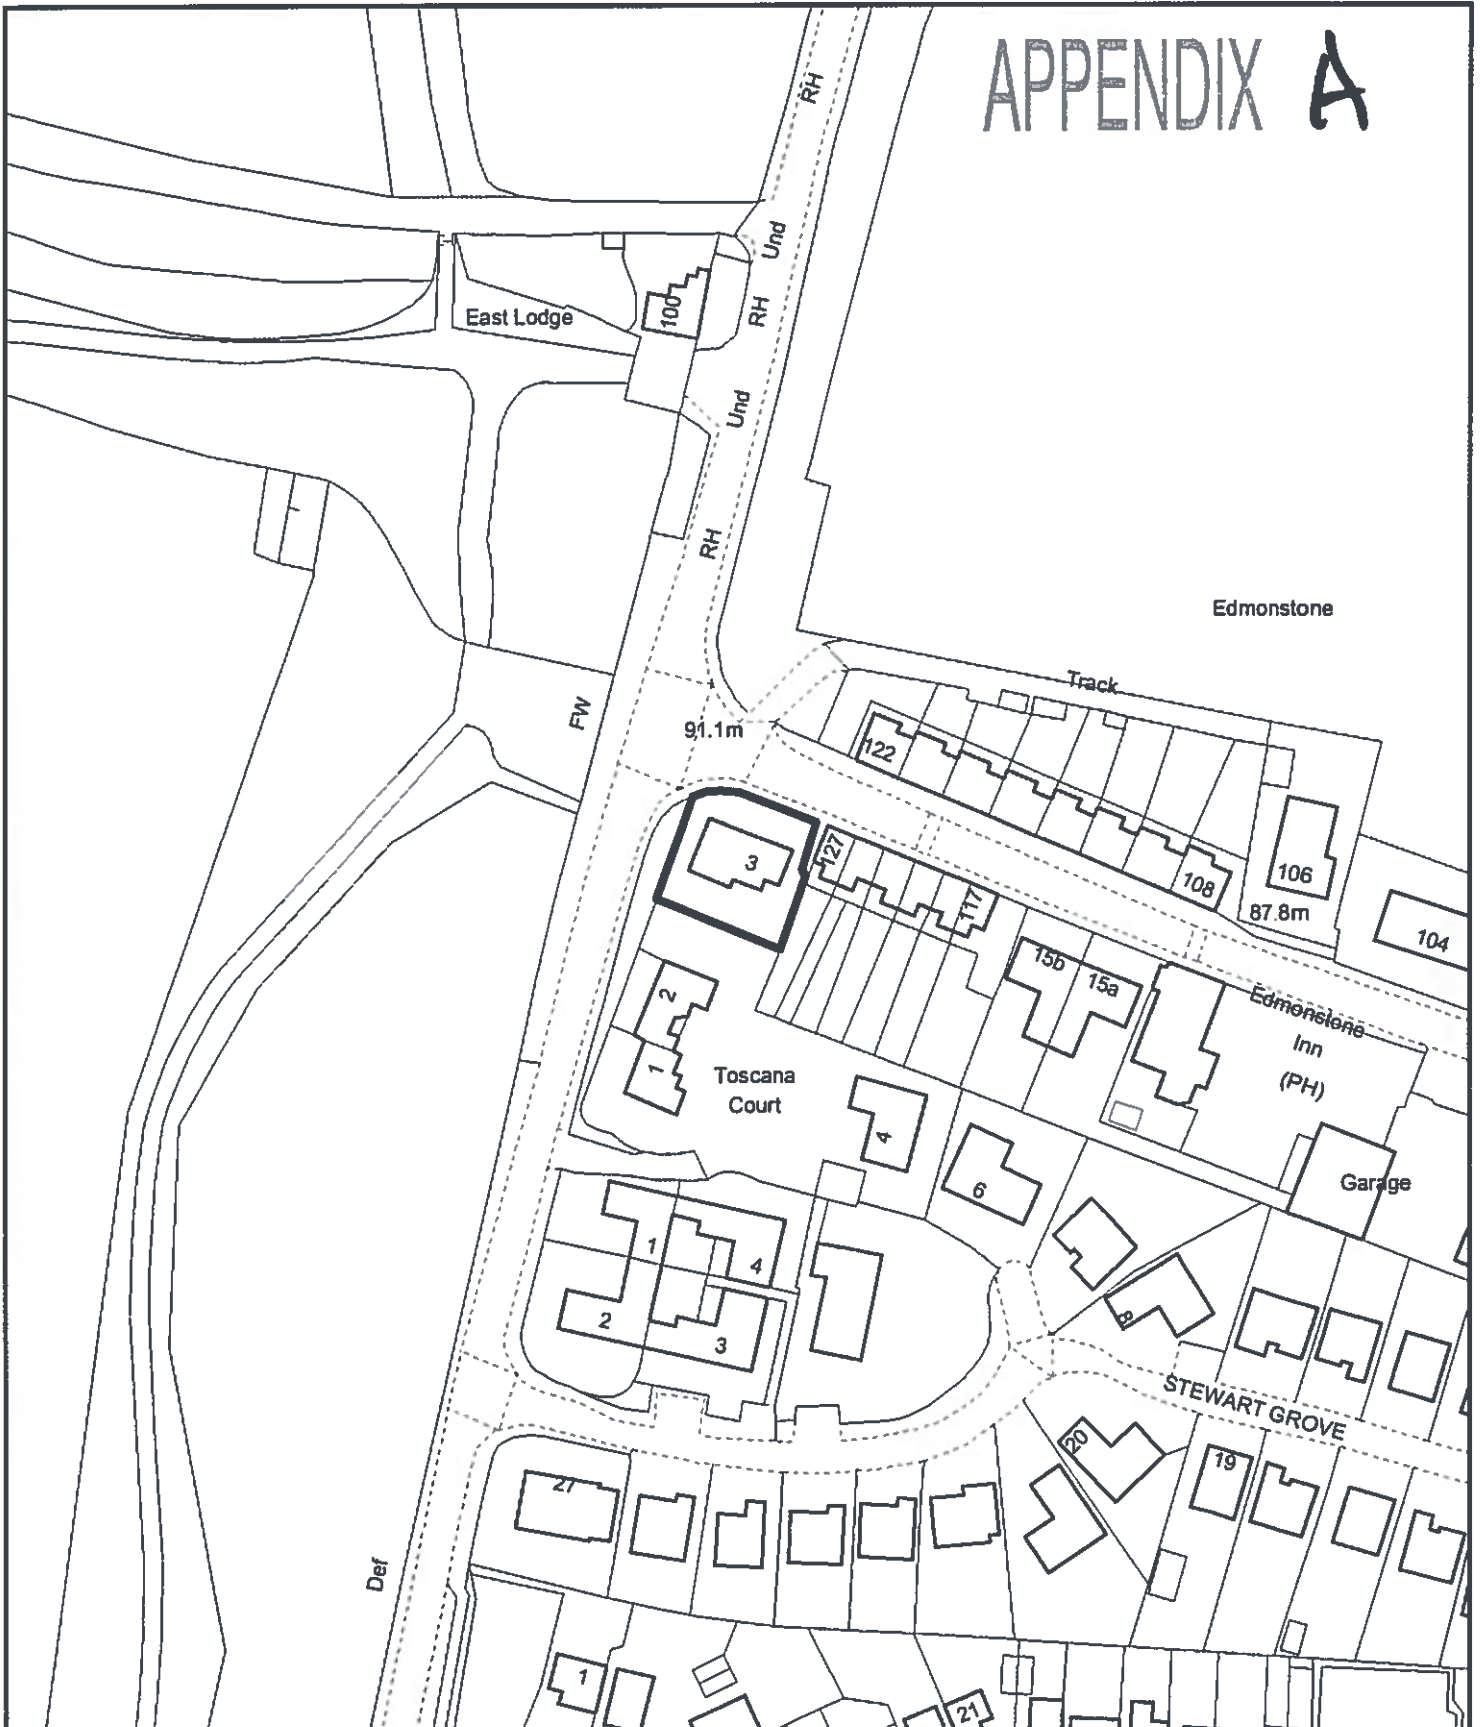 APPENDIX A
RH
Und
RH
100
East Lodge
Und
RH
Edmonstone
Track
FW
91.1m
122
3
127
108
106
87.8m
117
104
15b
15a
2
Edmonstone
Inn
(PH)
1
Toscana
Court
4
6
Garage
1
4
2
3
8
STEWART GROVE
20
19
27
Def
1
21